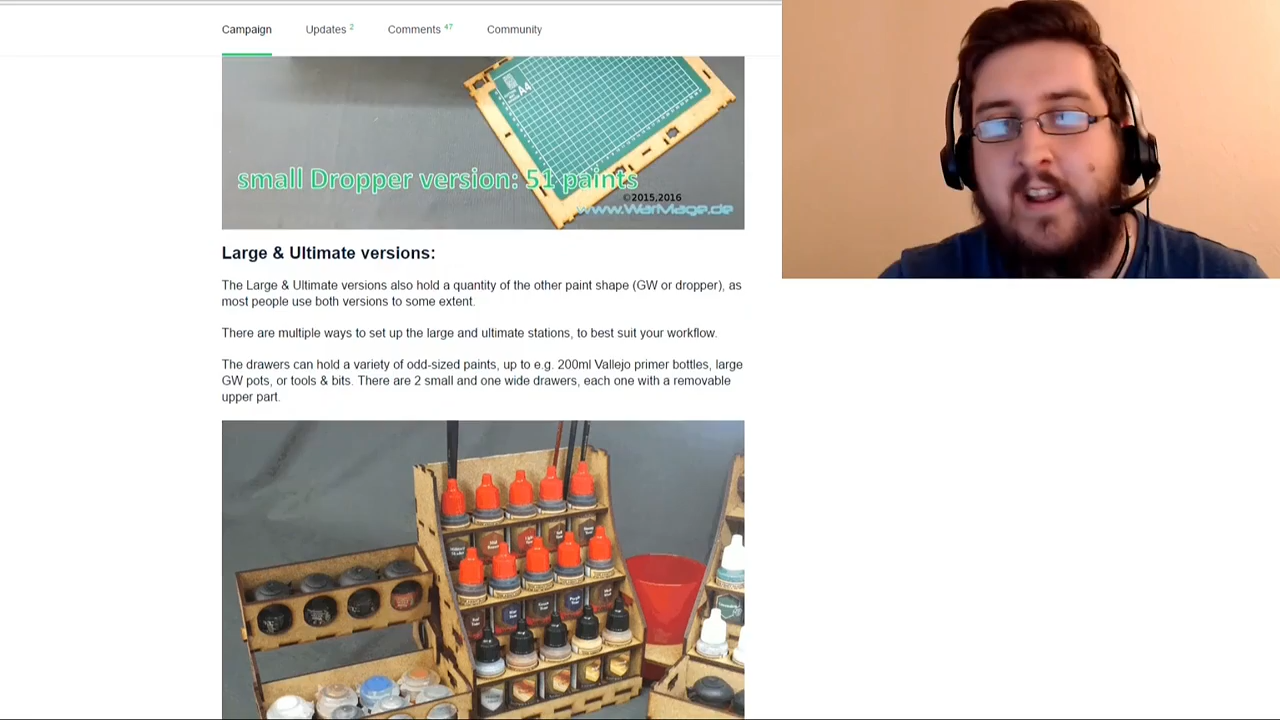 Campaign Updates 2 Comments 47 Community
A4
small Dropper version: 51 paints
©2015,2016
www.WarMage.de
Large & Ultimate versions:
The Large & Ultimate versions also hold a quantity of the other paint shape (GW or dropper), as
most people use both versions to some extent.
There are multiple ways to set up the large and ultimate stations, to best suit your workflow.
The drawers can hold a variety of odd-sized paints, up to e.g. 200ml Vallejo primer bottles, large
GW pots, or tools & bits. There are 2 small and one wide drawers, each one with a removable
upper part.